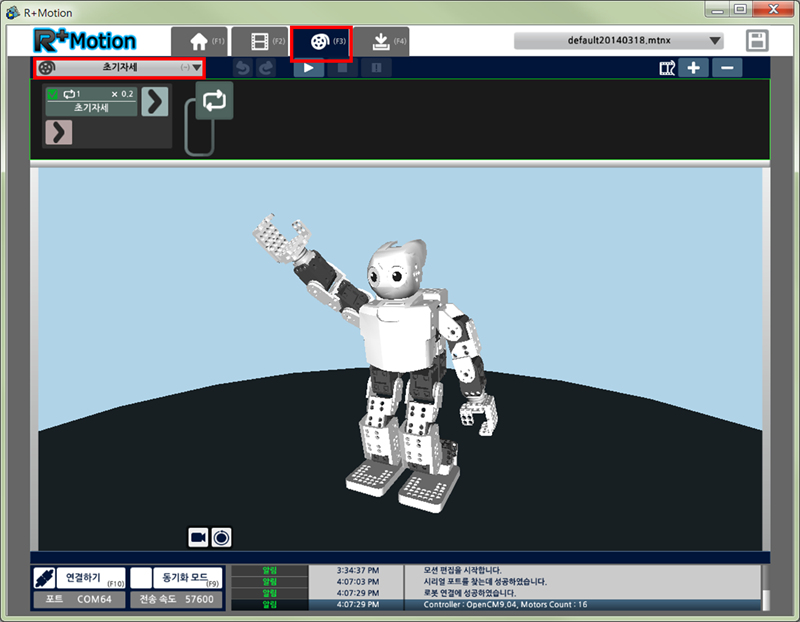 R+Motion
R+Motion
(F1)
(F2)
(F3)
(F4)
default20140318.mtnx
초기자세
(-)
1
x 0,2
초기자세
연결하기
(F10)
동기화 모드
(F9)
포트 COM64
전송 속도 57600
알림 3:34:37 PM 모션 편집을 시작합니다.
알림 4:07:03 PM 시리얼 포트를 찾는데 성공하였습니다.
알림 4:07:29 PM 로봇 연결에 성공하였습니다.
알림 4:07:29 PM Controller : OpenCM9.04, Motors Count : 16